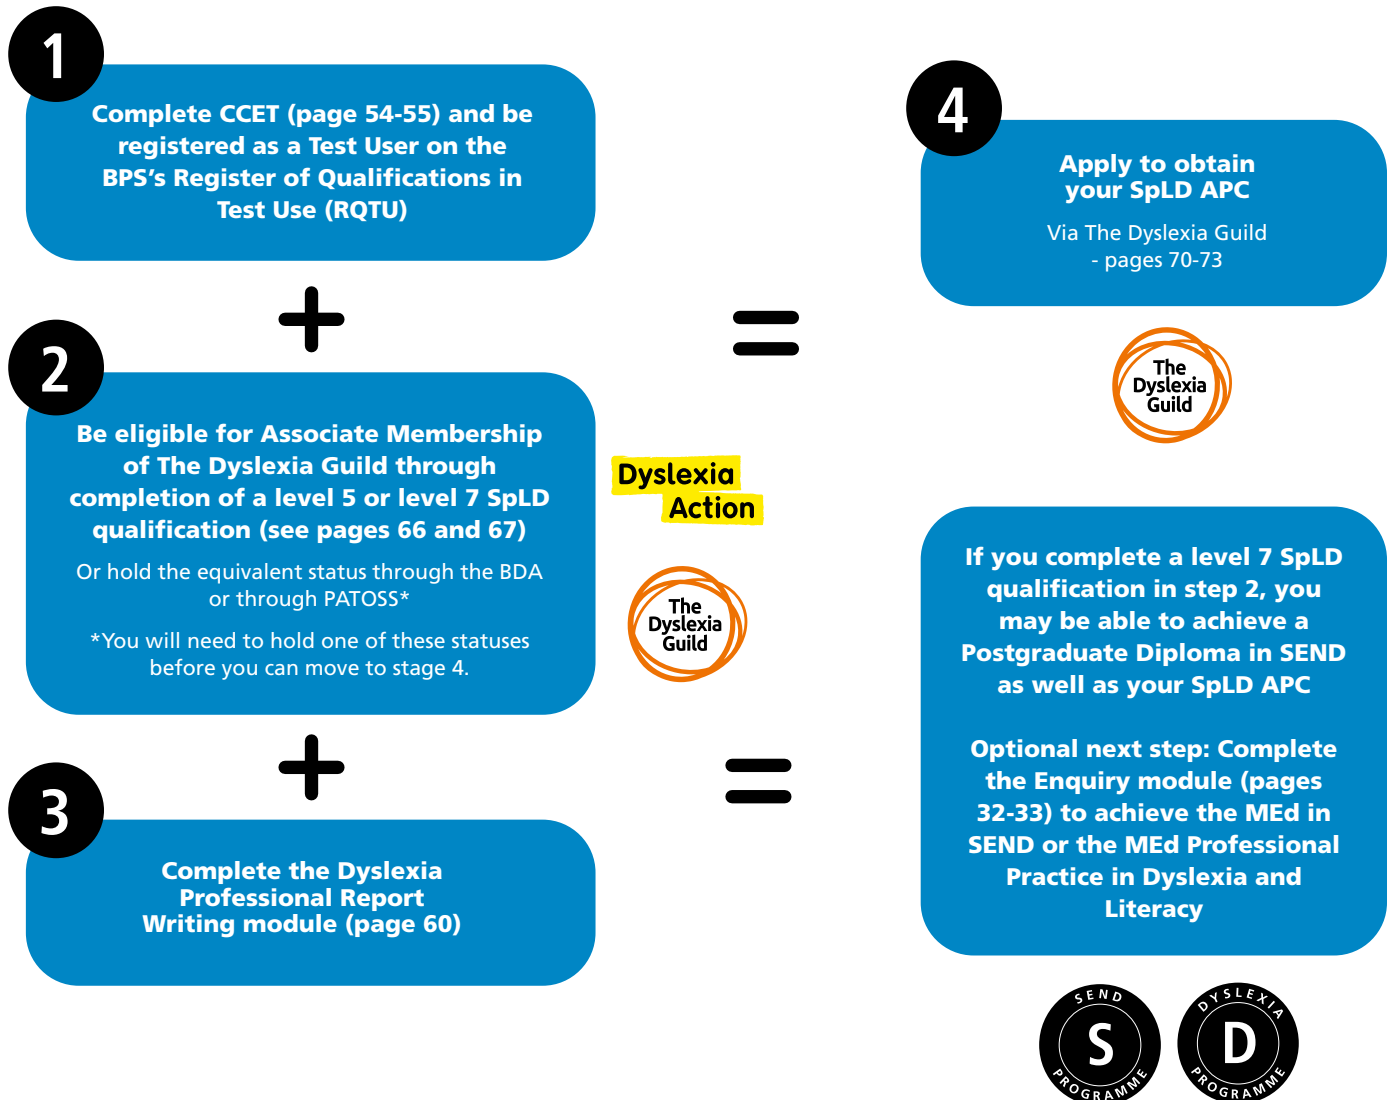 1
Complete CCET (page 54-55) and be
registered as a Test User on the
BPS's Register of Qualifications in
Test Use (RQTU)
+
2
Be eligible for Associate Membership
of The Dyslexia Guild through
completion of a level 5 or level 7 SpLD
qualification (see pages 66 and 67)
Or hold the equivalent status through the BDA
or through PATOSS*
*You will need to hold one of these statuses
before you can move to stage 4.
Dyslexia
Action
The
Dyslexia
Guild
+
3
Complete the Dyslexia
Professional Report
Writing module (page 60)
=
=
4
Apply to obtain
your SpLD APC
Via The Dyslexia Guild
- pages 70-73
The
Dyslexia
Guild
If you complete a level 7 SpLD
qualification in step 2, you
may be able to achieve a
Postgraduate Diploma in SEND
as well as your SpLD APC
Optional next step: Complete
the Enquiry module (pages
32-33) to achieve the MEd in
SEND or the MEd Professional
Practice in Dyslexia and
Literacy
SEND
S
PROGRAMME
DYSLEXIA
D
PROGRAMME